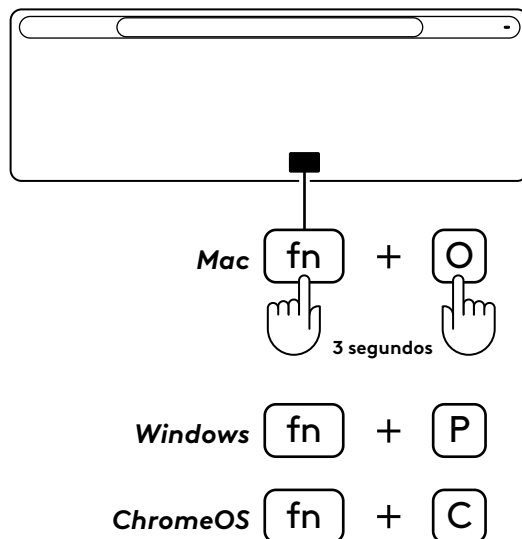 Mac fn + O
3 segundos
Windows fn + P
ChromeOS fn + C